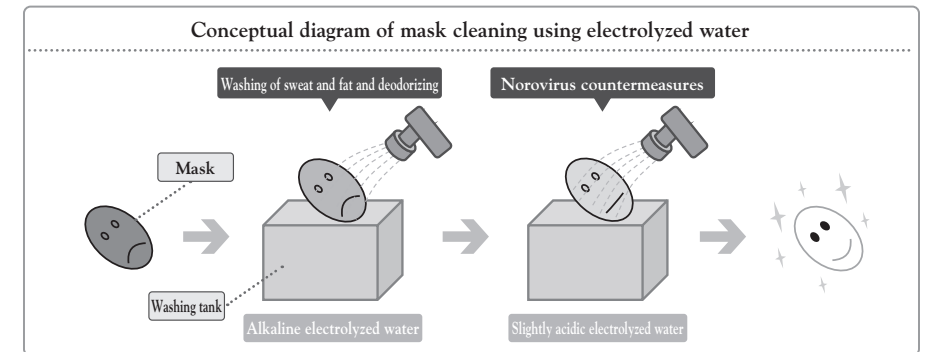 Conceptual diagram of mask cleaning using electrolyzed water
Washing of sweat and fat and deodorizing
Norovirus countermeasures
Mask
Washing tank
Alkaline electrolyzed water
Slightly acidic electrolyzed water